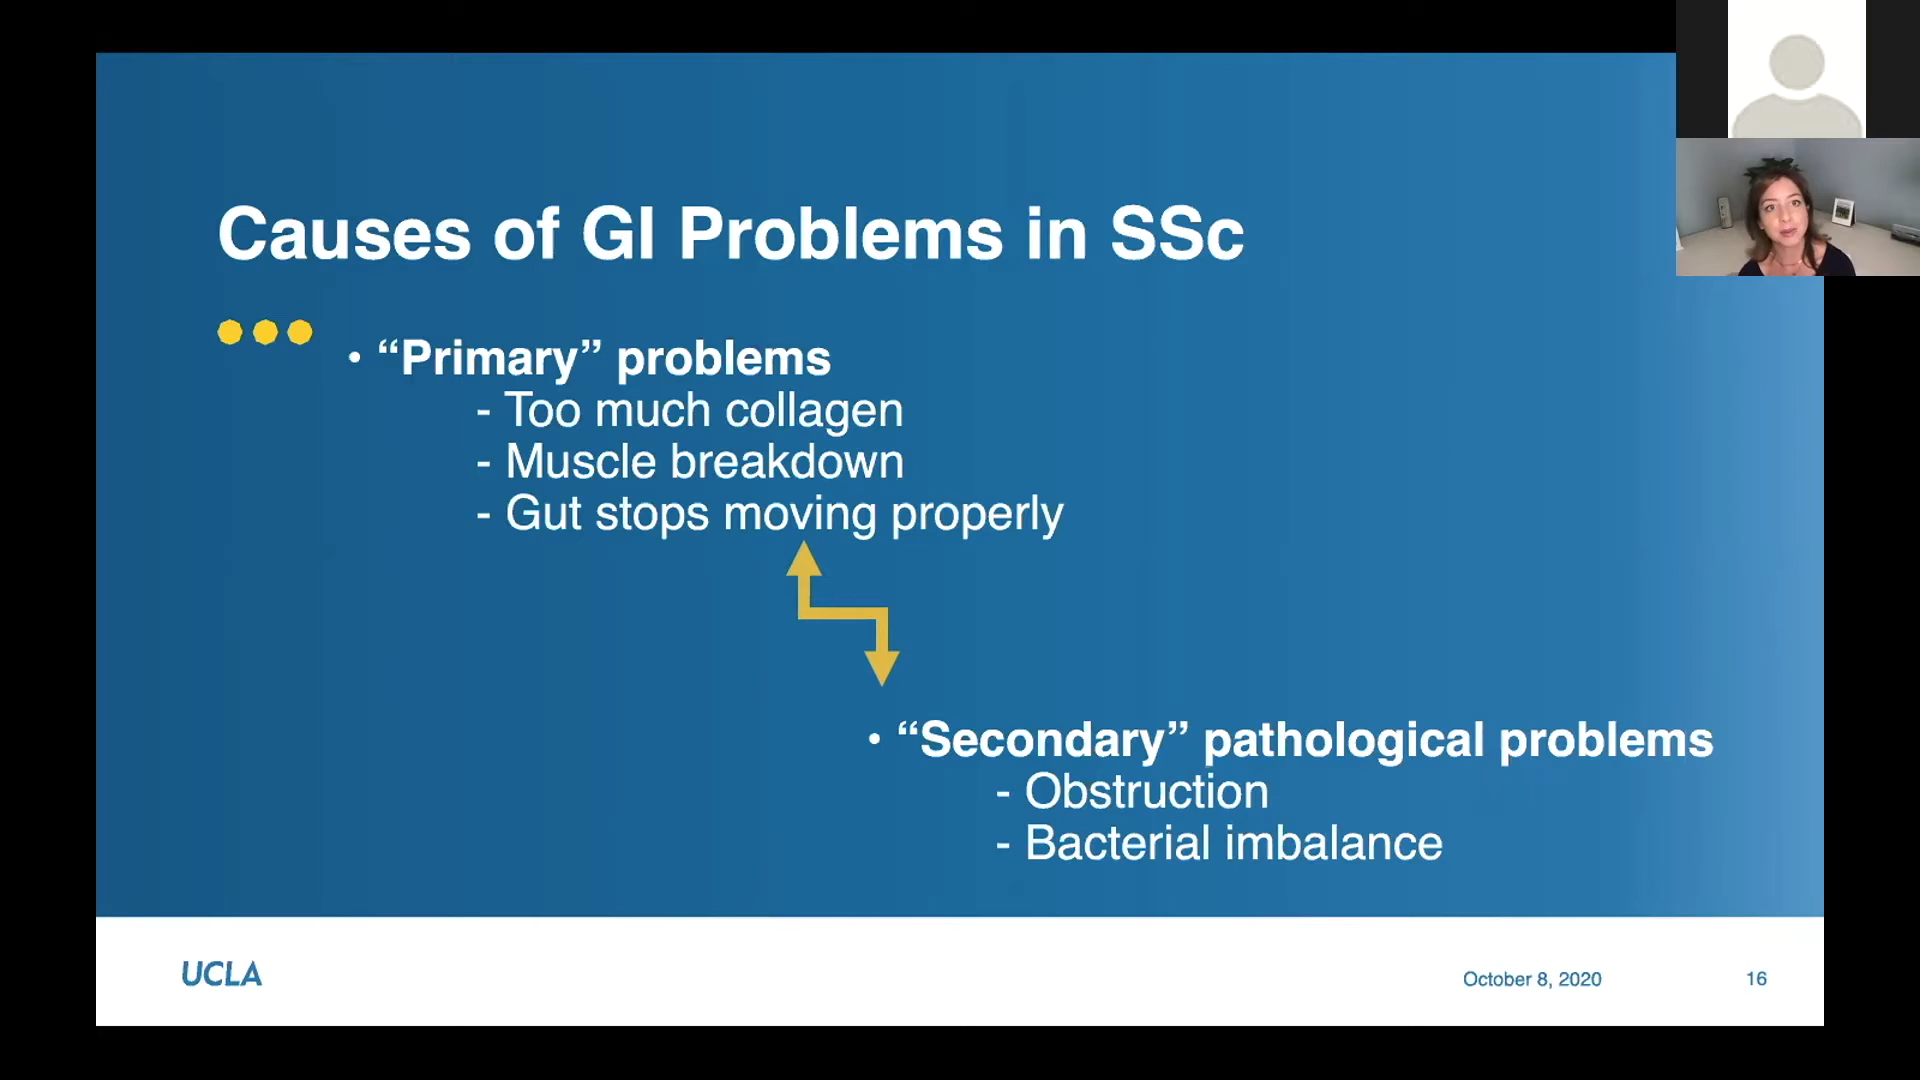 Causes of GI Problems in SSc
• “Primary” problems
- Too much collagen
- Muscle breakdown
- Gut stops moving properly
• “Secondary” pathological problems
- Obstruction
- Bacterial imbalance
UCLA
October 8, 2020
16